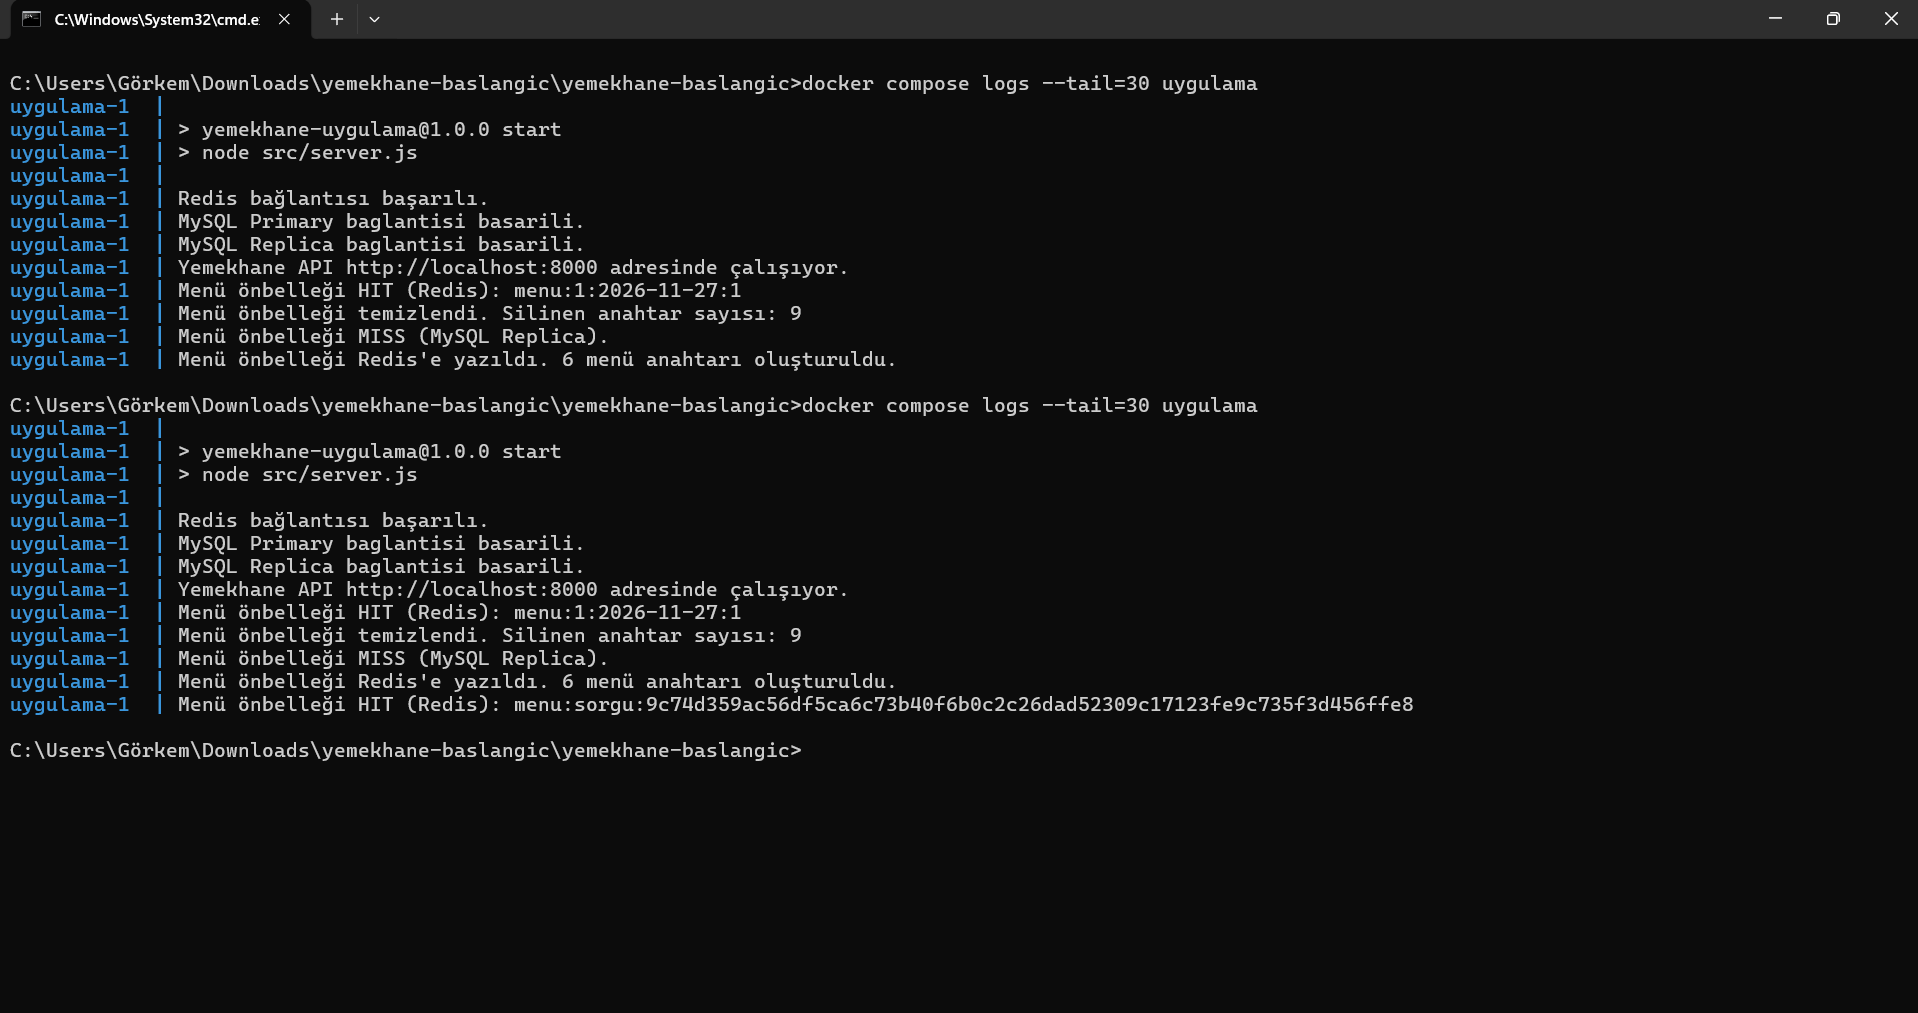 C:\Windows\System32\cmd.e
C:\Users\Görkem\Downloads\yemekhane-baslangic\yemekhane-baslangic>docker compose logs --tail=30 uygulama
uygulama-1  |
uygulama-1  | > yemekhane-uygulama@1.0.0 start
uygulama-1  | > node src/server.js
uygulama-1  |
uygulama-1  | Redis bağlantısı başarılı.
uygulama-1  | MySQL Primary baglantisi basarili.
uygulama-1  | MySQL Replica baglantisi basarili.
uygulama-1  | Yemekhane API http://localhost:8000 adresinde çalışıyor.
uygulama-1  | Menü önbelleği HIT (Redis): menu:1:2026-11-27:1
uygulama-1  | Menü önbelleği temizlendi. Silinen anahtar sayısı: 9
uygulama-1  | Menü önbelleği MISS (MySQL Replica).
uygulama-1  | Menü önbelleği Redis'e yazıldı. 6 menü anahtarı oluşturuldu.
C:\Users\Görkem\Downloads\yemekhane-baslangic\yemekhane-baslangic>docker compose logs --tail=30 uygulama
uygulama-1  |
uygulama-1  | > yemekhane-uygulama@1.0.0 start
uygulama-1  | > node src/server.js
uygulama-1  |
uygulama-1  | Redis bağlantısı başarılı.
uygulama-1  | MySQL Primary baglantisi basarili.
uygulama-1  | MySQL Replica baglantisi basarili.
uygulama-1  | Yemekhane API http://localhost:8000 adresinde çalışıyor.
uygulama-1  | Menü önbelleği HIT (Redis): menu:1:2026-11-27:1
uygulama-1  | Menü önbelleği temizlendi. Silinen anahtar sayısı: 9
uygulama-1  | Menü önbelleği MISS (MySQL Replica).
uygulama-1  | Menü önbelleği Redis'e yazıldı. 6 menü anahtarı oluşturuldu.
uygulama-1  | Menü önbelleği HIT (Redis): menu:sorgu:9c74d359ac56df5ca6c73b40f6b0c2c26dad52309c17123fe9c735f3d456ffe8
C:\Users\Görkem\Downloads\yemekhane-baslangic\yemekhane-baslangic>